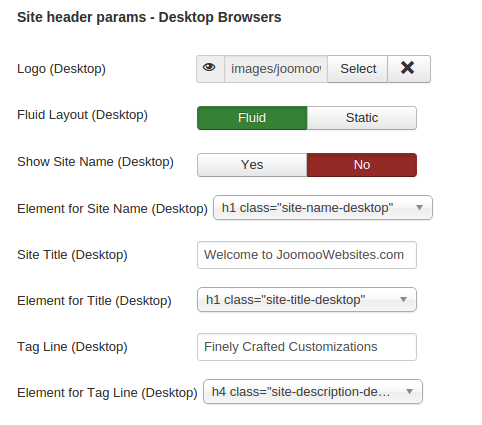 Site header params - Desktop Browsers
Logo (Desktop) images/joomoo Select
Fluid Layout (Desktop) Fluid Static
Show Site Name (Desktop) Yes No
Element for Site Name (Desktop) h1 class="site-name-desktop"
Site Title (Desktop) Welcome to JoomooWebsites.com
Element for Title (Desktop) h1 class="site-title-desktop"
Tag Line (Desktop) Finely Crafted Customizations
Element for Tag Line (Desktop) h4 class="site-description-de…